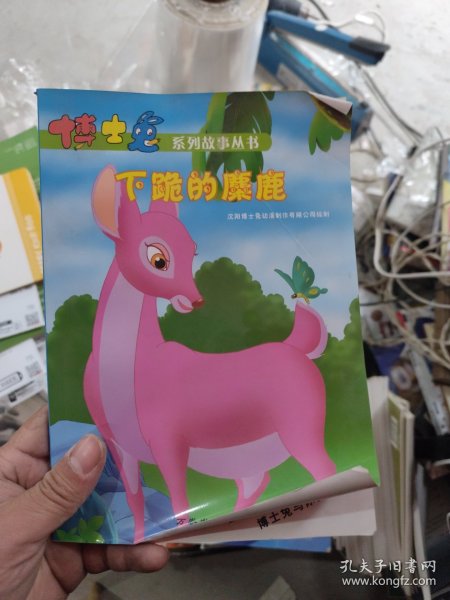 博士兔
系列故事丛书
下跪的麋鹿
沈阳博士兔动漫制作有限公司绘制
博士兔与
孔夫子旧书网
www.kongfz.com